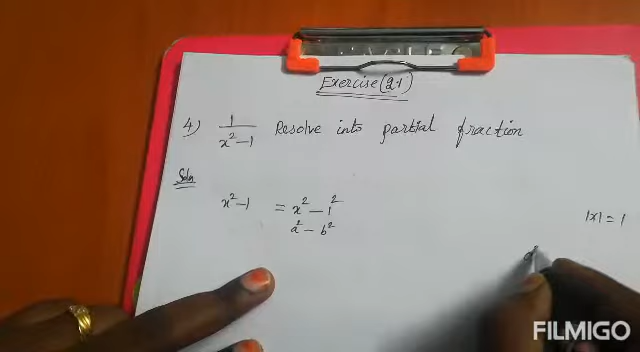 Exercise(2.1)
4) 1/(x²-1) Resolve into partial fraction
Soln
x²-1 = x² - 1²
a² - b²
1×1 = 1
FILMIGO